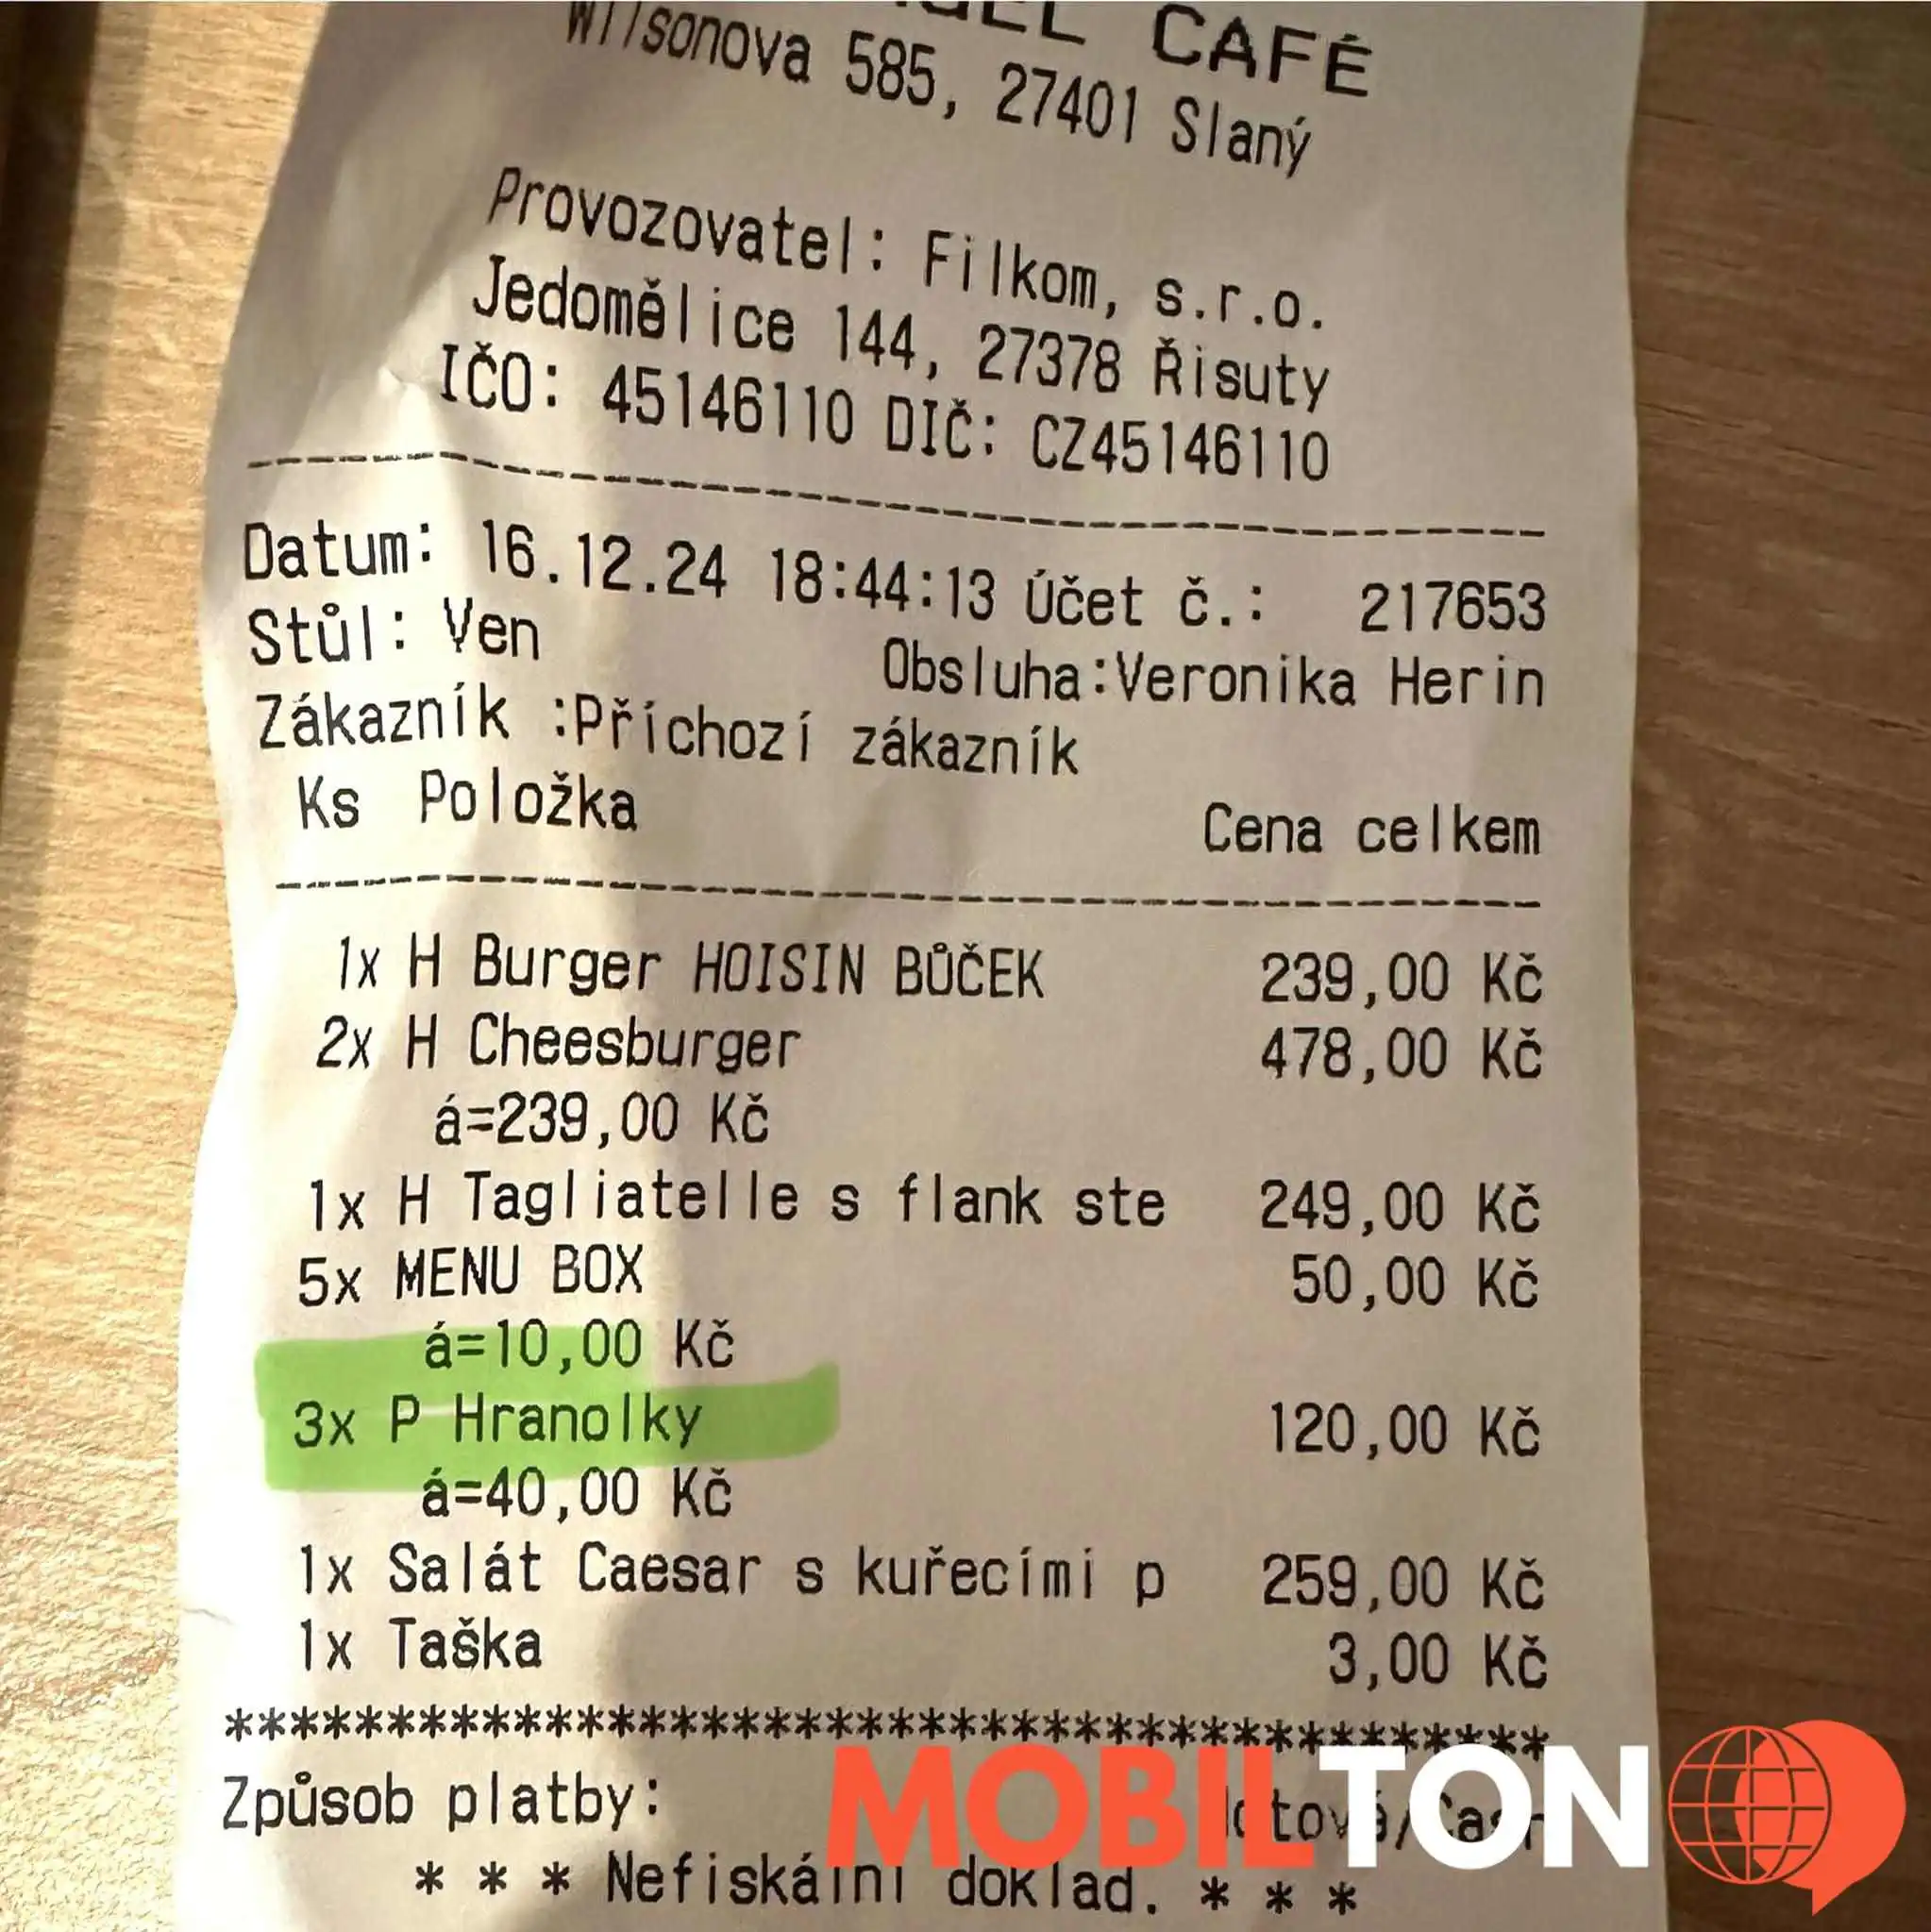 CAFÉ
Wilsonova 585, 27401 Slaný
Provozovatel: Filkom, s.r.o.
Jedomělice 144, 27378 Řisuty
IČO: 45146110 DIČ: CZ45146110
Datum: 16.12.24 18:44:13 Účet č.: 217653
Stůl: Ven Obsluha:Veronika Herin
Zákazník :Příchozí zákazník
Ks Položka Cena celkem
1x H Burger HOISIN BŮČEK 239,00 Kč
2x H Cheesburger 478,00 Kč
á=239,00 Kč
1x H Tagliatelle s flank ste 249,00 Kč
5x MENU BOX 50,00 Kč
á=10,00 Kč
3x P Hranolky 120,00 Kč
á=40,00 Kč
1x Salát Caesar s kuřecími p 259,00 Kč
1x Taška 3,00 Kč
******************************************
Způsob platby: /Cash
* * * Nefiskální doklad. * * *
MOBILTON